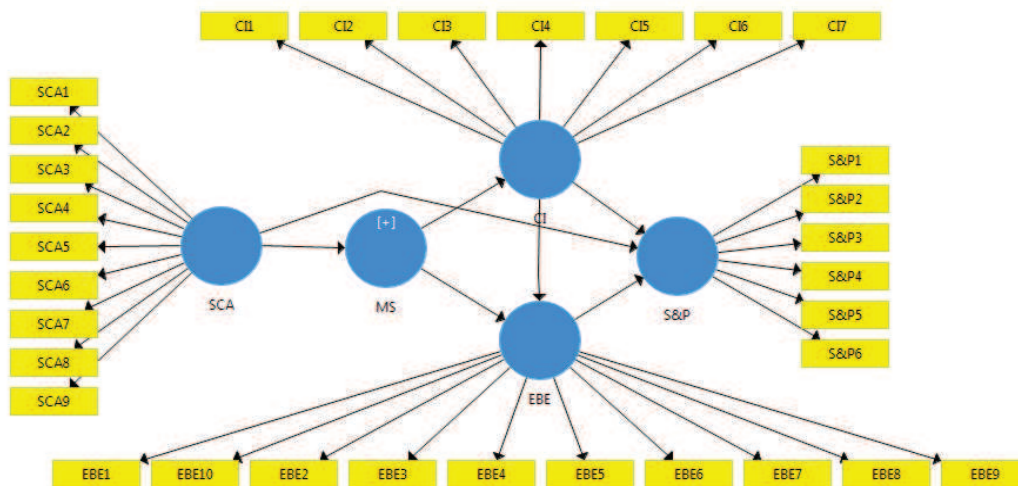 CI1 CI2 CI3 CI4 CI5 CI6 CI7
SCA1
SCA2
SCA3
SCA4
SCA5
SCA6
SCA7
SCA8
SCA9
SCA
[+]
MS
CI
S&P
EBE
S&P1
S&P2
S&P3
S&P4
S&P5
S&P6
EBE1 EBE10 EBE2 EBE3 EBE4 EBE5 EBE6 EBE7 EBE8 EBE9